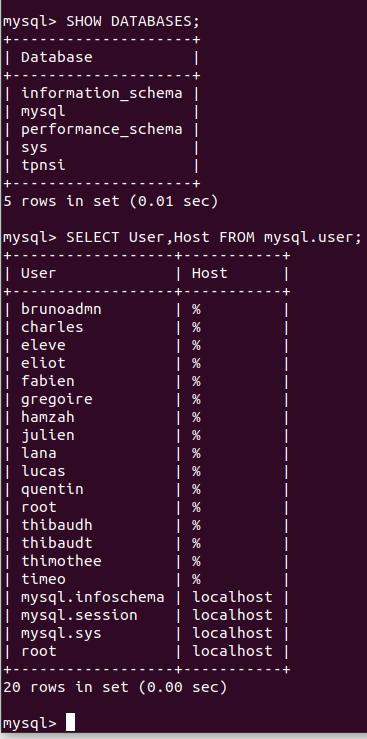 mysql> SHOW DATABASES;
+--------------------+
| Database           |
+--------------------+
| information_schema |
| mysql              |
| performance_schema |
| sys                |
| tpnsi              |
+--------------------+
5 rows in set (0.01 sec)
mysql> SELECT User,Host FROM mysql.user;
+------------------+-----------+
| User             | Host      |
+------------------+-----------+
| brunoadmn        | %         |
| charles          | %         |
| eleve            | %         |
| eliot            | %         |
| fabien           | %         |
| gregoire         | %         |
| hamzah           | %         |
| julien           | %         |
| lana             | %         |
| lucas            | %         |
| quentin          | %         |
| root             | %         |
| thibaudh         | %         |
| thibaudt         | %         |
| thimothee        | %         |
| timeo            | %         |
| mysql.infoschema | localhost |
| mysql.session    | localhost |
| mysql.sys        | localhost |
| root             | localhost |
+------------------+-----------+
20 rows in set (0.00 sec)
mysql>